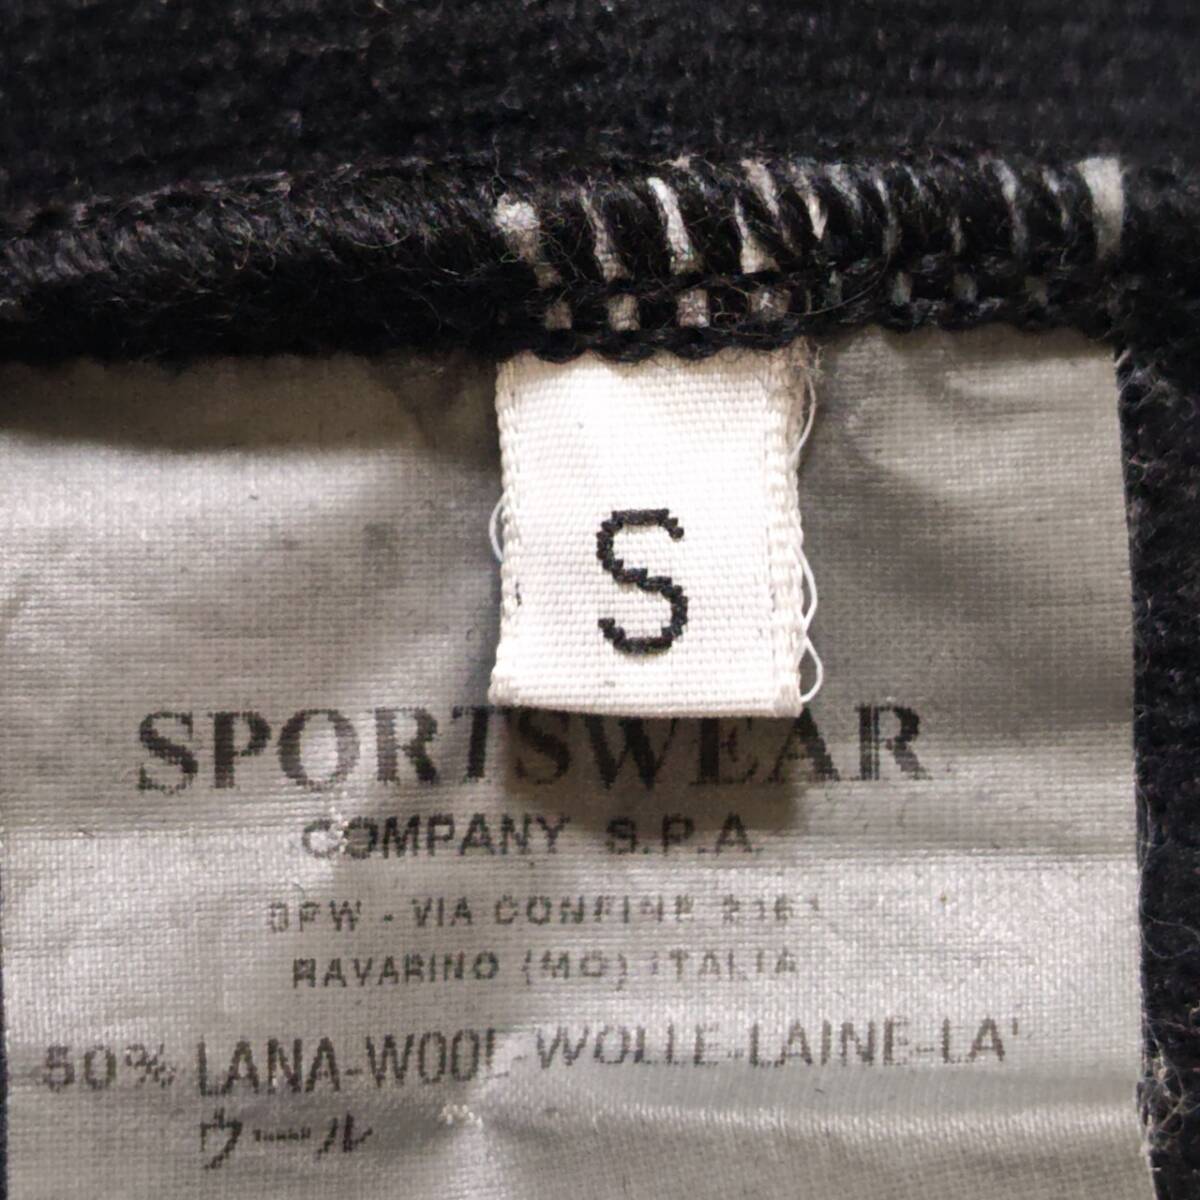 S
SPORTSWEAR
COMPANY S.P.A.
SPW - VIA CONFINE 2161
RAVARINO (MO) ITALIA
50% LANA-WOOL-WOLLE-LAINE-LA'
ウール